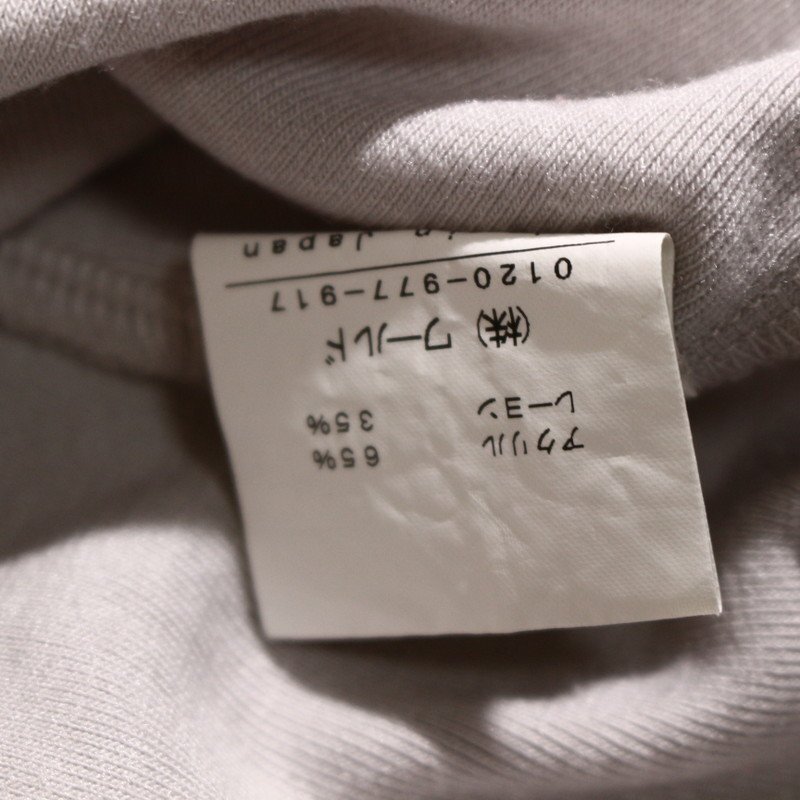 アクリル 65%
レーヨン 35%
(株) ワールド
0120-977-917
in Japan